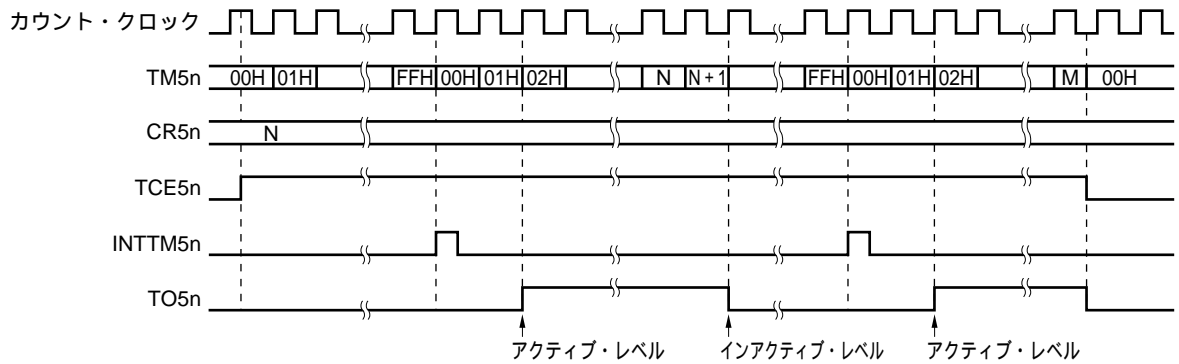 カウント・クロック
TM5n 00H 01H FFH 00H 01H 02H N N+1 FFH 00H 01H 02H M 00H
CR5n N
TCE5n
INTTM5n
TO5n
アクティブ・レベル インアクティブ・レベル アクティブ・レベル